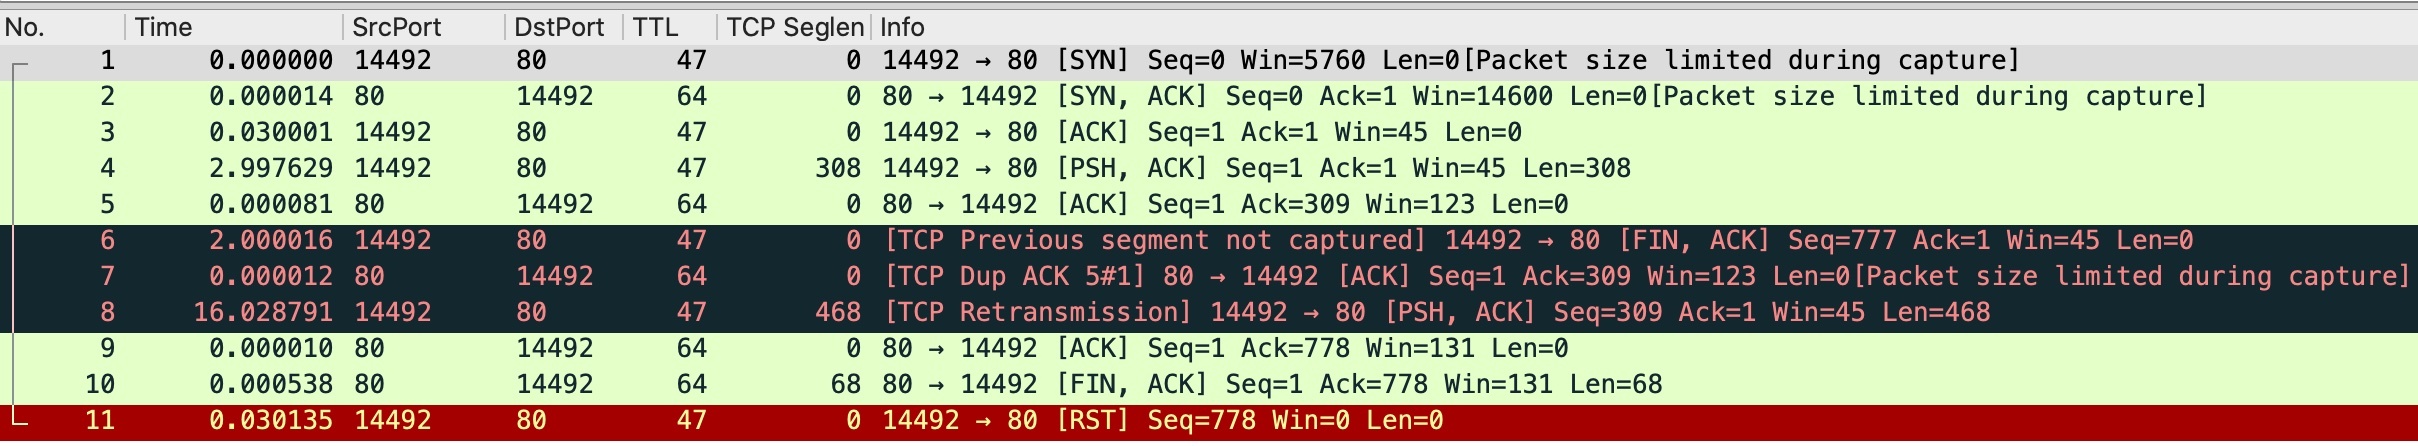 No. Time SrcPort DstPort TTL TCP Seglen Info
1 0.000000 14492 80 47 0 14492 → 80 [SYN] Seq=0 Win=5760 Len=0[Packet size limited during capture]
2 0.000014 80 14492 64 0 80 → 14492 [SYN, ACK] Seq=0 Ack=1 Win=14600 Len=0[Packet size limited during capture]
3 0.030001 14492 80 47 0 14492 → 80 [ACK] Seq=1 Ack=1 Win=45 Len=0
4 2.997629 14492 80 47 308 14492 → 80 [PSH, ACK] Seq=1 Ack=1 Win=45 Len=308
5 0.000081 80 14492 64 0 80 → 14492 [ACK] Seq=1 Ack=309 Win=123 Len=0
6 2.000016 14492 80 47 0 [TCP Previous segment not captured] 14492 → 80 [FIN, ACK] Seq=777 Ack=1 Win=45 Len=0
7 0.000012 80 14492 64 0 [TCP Dup ACK 5#1] 80 → 14492 [ACK] Seq=1 Ack=309 Win=123 Len=0[Packet size limited during capture]
8 16.028791 14492 80 47 468 [TCP Retransmission] 14492 → 80 [PSH, ACK] Seq=309 Ack=1 Win=45 Len=468
9 0.000010 80 14492 64 0 80 → 14492 [ACK] Seq=1 Ack=778 Win=131 Len=0
10 0.000538 80 14492 64 68 80 → 14492 [FIN, ACK] Seq=1 Ack=778 Win=131 Len=68
11 0.030135 14492 80 47 0 14492 → 80 [RST] Seq=778 Win=0 Len=0